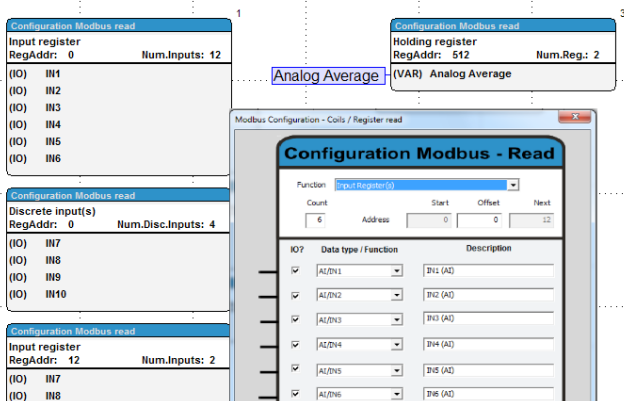 1
3
Configuration Modbus read
Input register
RegAddr: 0 Num.Inputs: 12
(IO) IN1
(IO) IN2
(IO) IN3
(IO) IN4
(IO) IN5
(IO) IN6
Configuration Modbus read
Holding register
RegAddr: 512 Num.Reg.: 2
(VAR) Analog Average
Analog Average
Configuration Modbus read
Discrete input(s)
RegAddr: 0 Num.Disc.Inputs: 4
(IO) IN7
(IO) IN8
(IO) IN9
(IO) IN10
Configuration Modbus read
Input register
RegAddr: 12 Num.Inputs: 2
(IO) IN7
(IO) IN8
Modbus Configuration - Coils / Register read
Configuration Modbus - Read
Function Input Register(s)
Count Start Offset Next
6 Address 0 0 12
IO? Data type / Function Description
AI/IN1 IN1 (AI)
AI/IN2 IN2 (AI)
AI/IN3 IN3 (AI)
AI/IN4 IN4 (AI)
AI/IN5 IN5 (AI)
AI/IN6 IN6 (AI)